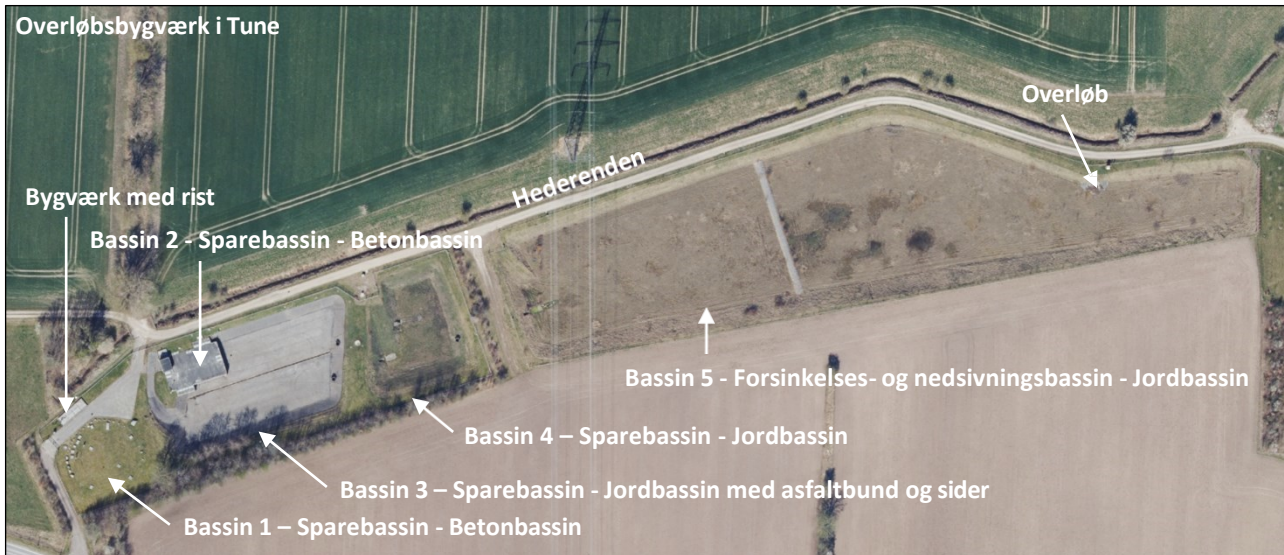 Overløbsbygværk i Tune
Overløb
Hederenden
Bygværk med rist
Bassin 2 - Sparebassin - Betonbassin
Bassin 5 - Forsinkelses- og nedsivningsbassin - Jordbassin
Bassin 4 – Sparebassin - Jordbassin
Bassin 3 – Sparebassin - Jordbassin med asfaltbund og sider
Bassin 1 – Sparebassin - Betonbassin